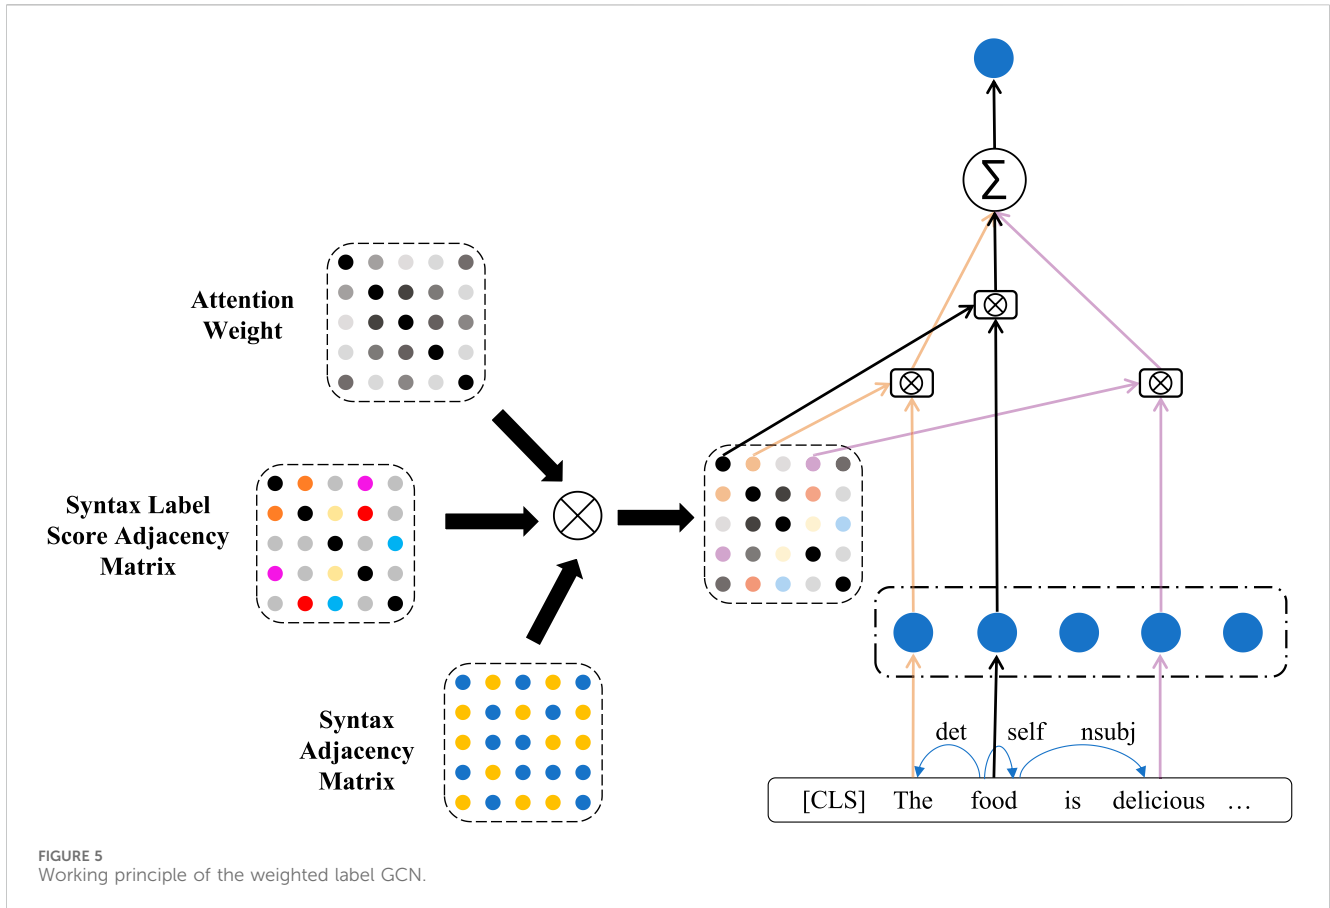 Σ
Attention
Weight
Syntax Label
Score Adjacency
Matrix
Syntax
Adjacency
Matrix
det self nsubj
[CLS] The food is delicious ...
FIGURE 5
Working principle of the weighted label GCN.